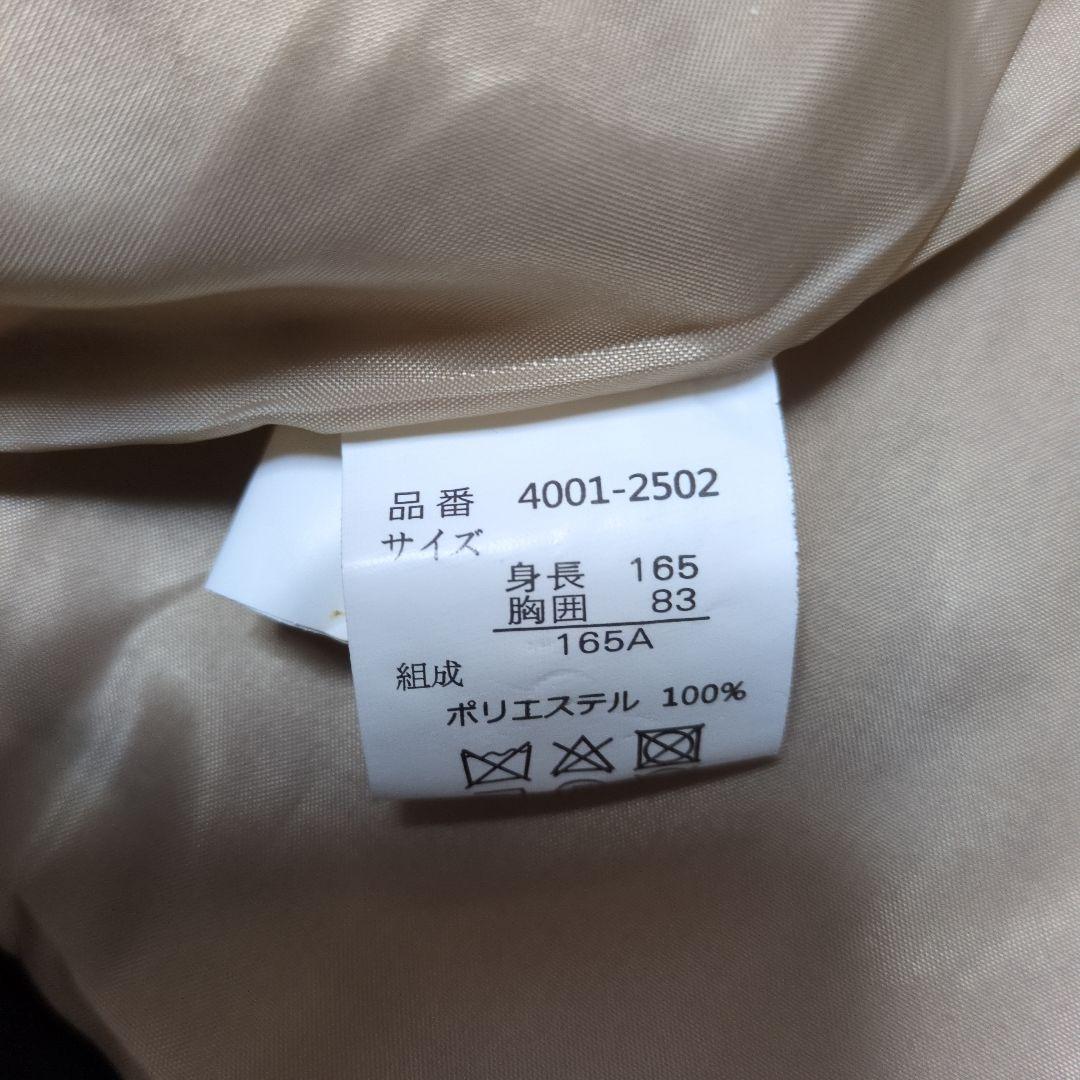 品番 4001-2502
サイズ
身長 165
胸囲 83
165A
組成
ポリエステル 100%